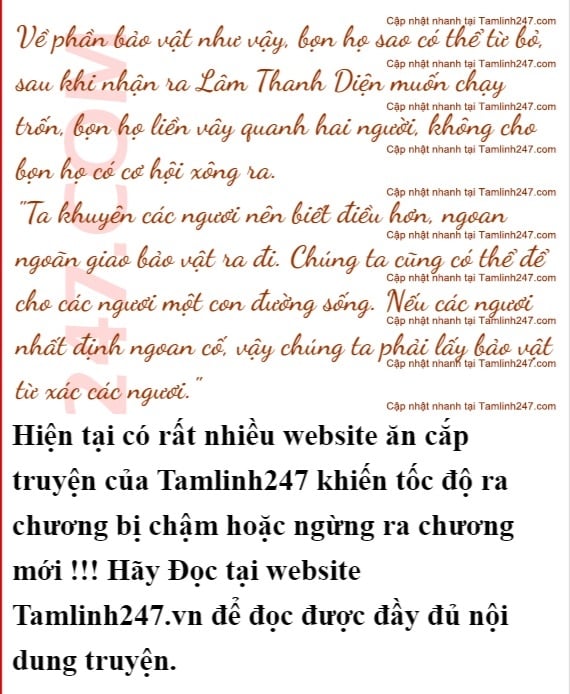 Cập nhật nhanh tại Tamlinh247.com
Về phần bảo vật như vậy, bọn họ sao có thể từ bỏ,
Cập nhật nhanh tại Tamlinh247.com
sau khi nhận ra Lâm Thanh Diện muốn chạy
Cập nhật nhanh tại Tamlinh247.com
trốn, bọn họ liền vây quanh hai người, không cho
Cập nhật nhanh tại Tamlinh247.com
bọn họ có cơ hội xông ra.
Cập nhật nhanh tại Tamlinh247.com
"Ta khuyên các ngươi nên biết điều hơn, ngoan
Cập nhật nhanh tại Tamlinh247.com
ngoãn giao bảo vật ra đi. Chúng ta cũng có thể để
Cập nhật nhanh tại Tamlinh247.com
cho các ngươi một con đường sống. Nếu các ngươi
Cập nhật nhanh tại Tamlinh247.com
nhất định ngoan cố, vậy chúng ta phải lấy bảo vật
Cập nhật nhanh tại Tamlinh247.com
từ xác các ngươi."
Cập nhật nhanh tại Tamlinh247.com
247.COM
Hiện tại có rất nhiều website ăn cắp
truyện của Tamlinh247 khiến tốc độ ra
chương bị chậm hoặc ngừng ra chương
mới !!! Hãy Đọc tại website
Tamlinh247.vn để đọc được đầy đủ nội
dung truyện.